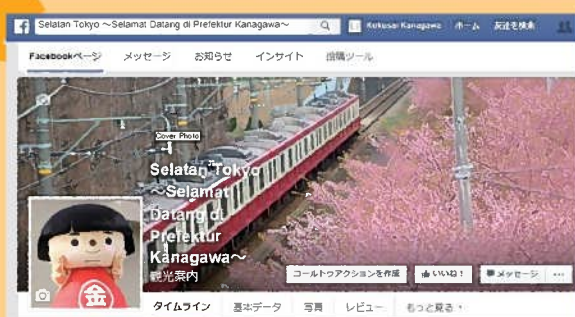 Selatan Tokyo ～Selamat Datang di Prefektur Kanagawa～
Kokusai Kanagawa ホーム 友達を検索
Facebookページ メッセージ お知らせ インサイト 投稿ツール
Cover Photo
Selatan Tokyo
～Selamat
Datang di
Prefektur
Kanagawa～
観光案内
コールトゥアクションを作成 いいね！ メッセージ ...
金
タイムライン 基本データ 写真 レビュー もっと見る